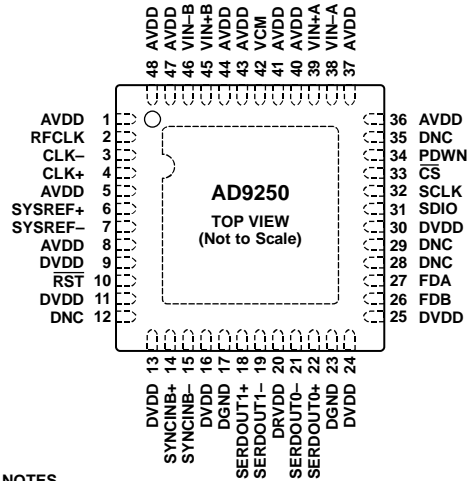 48 AVDD
47 AVDD
46 VIN–B
45 VIN+B
44 AVDD
43 AVDD
42 VCM
41 AVDD
40 AVDD
39 VIN+A
38 VIN–A
37 AVDD
AVDD 1
RFCLK 2
CLK– 3
CLK+ 4
AVDD 5
SYSREF+ 6
SYSREF– 7
AVDD 8
DVDD 9
RST 10
DVDD 11
DNC 12
AD9250
TOP VIEW
(Not to Scale)
36 AVDD
35 DNC
34 PDWN
33 CS
32 SCLK
31 SDIO
30 DVDD
29 DNC
28 DNC
27 FDA
26 FDB
25 DVDD
DVDD 13
SYNCINB+ 14
SYNCINB– 15
DVDD 16
DGND 17
SERDOUT1+ 18
SERDOUT1– 19
DRVDD 20
SERDOUT0– 21
SERDOUT0+ 22
DGND 23
DVDD 24
NOTES